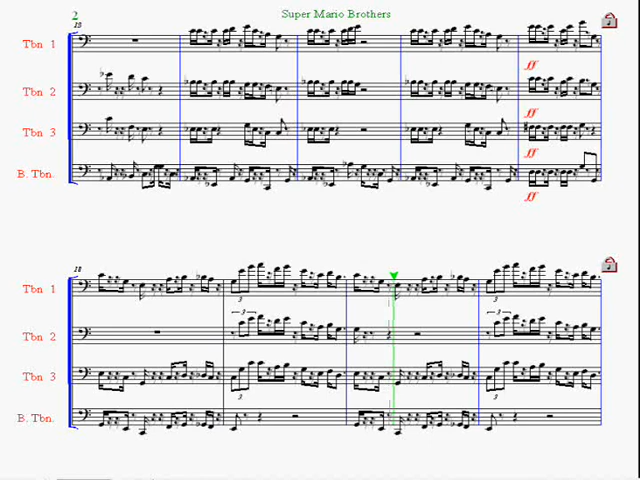 2
Super Mario Brothers
13
Tbn. 1
ff
Tbn. 2
ff
Tbn. 3
ff
B. Tbn.
ff
18
Tbn. 1
3
3
Tbn. 2
3
3
Tbn. 3
3
3
B. Tbn.